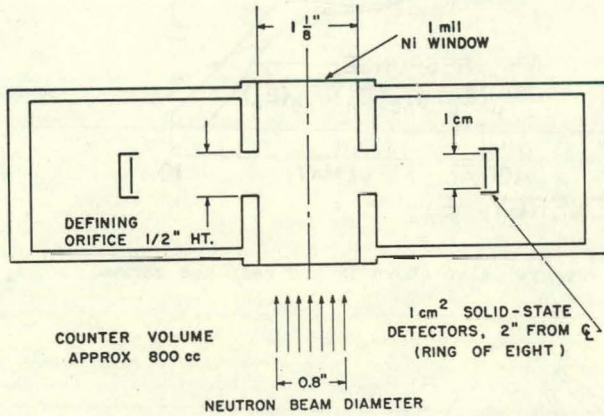 1 1/8"
1 mil
Ni WINDOW
1 cm
DEFINING
ORIFICE 1/2" HT.
COUNTER VOLUME
APPROX 800 cc
1 cm² SOLID-STATE
DETECTORS, 2" FROM ℄
(RING OF EIGHT)
0.8"
NEUTRON BEAM DIAMETER